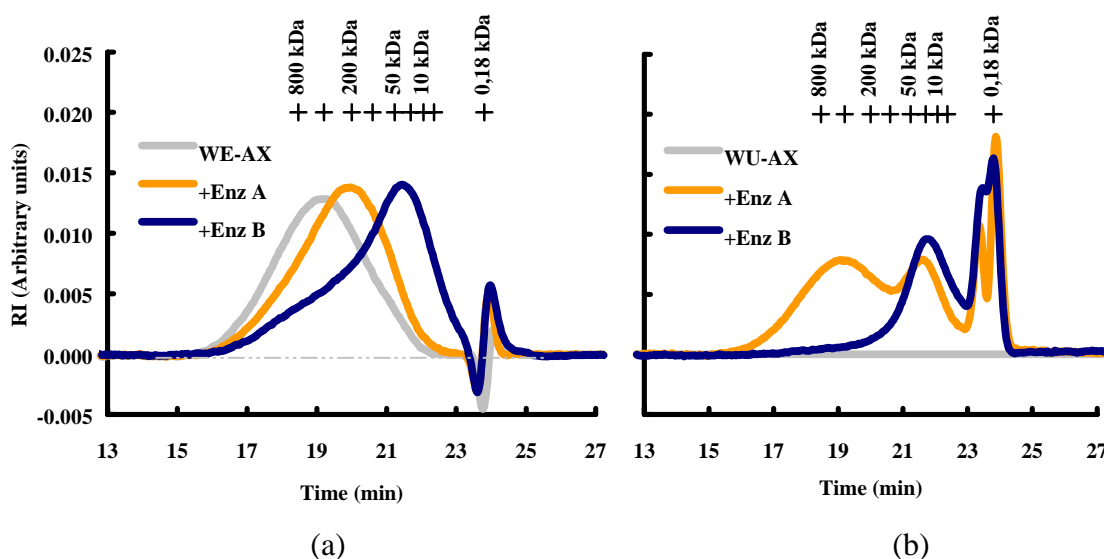 800 kDa
200 kDa
50 kDa
10 kDa
0,18 kDa
0.025
0.020
0.015
0.010
0.005
0.000
-0.005
RI (Arbitrary units)
WE-AX
+Enz A
+Enz B
13 15 17 19 21 23 25 27
Time (min)
(a)
800 kDa
200 kDa
50 kDa
10 kDa
0,18 kDa
WU-AX
+Enz A
+Enz B
13 15 17 19 21 23 25 27
Time (min)
(b)